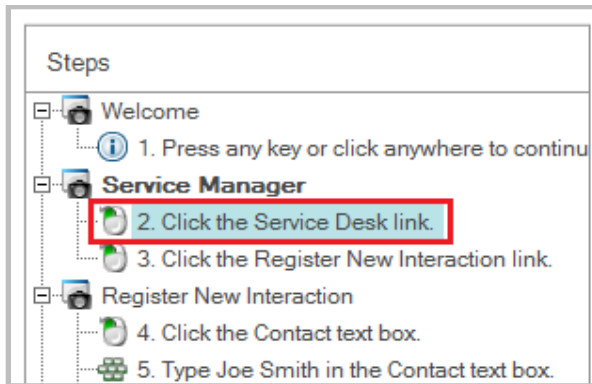 Steps
Welcome
1. Press any key or click anywhere to continu
Service Manager
2. Click the Service Desk link.
3. Click the Register New Interaction link.
Register New Interaction
4. Click the Contact text box.
5. Type Joe Smith in the Contact text box.